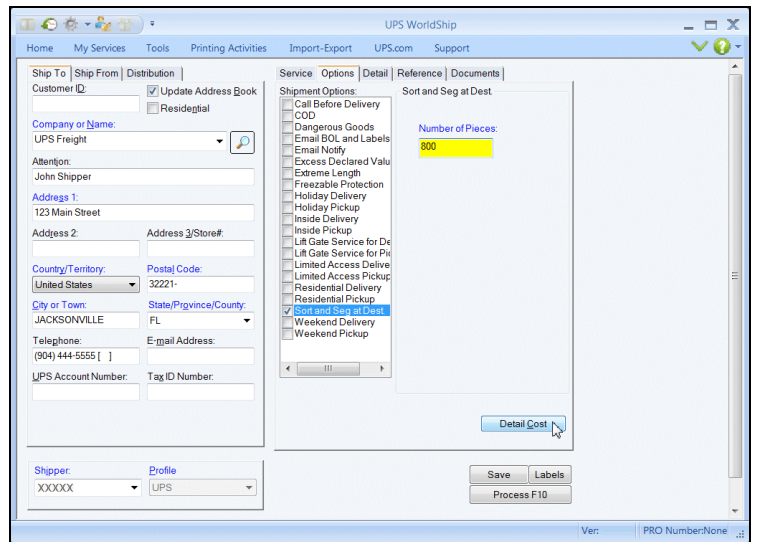 UPS WorldShip
Home My Services Tools Printing Activities Import-Export UPS.com Support
Ship To Ship From Distribution
Customer ID:
Update Address Book
Residential
Company or Name:
UPS Freight
Attention:
John Shipper
Address 1:
123 Main Street
Address 2: Address 3/Store#:
Country/Territory: Postal Code:
United States 32221-
City or Town: State/Province/County:
JACKSONVILLE FL
Telephone: E-mail Address:
(904) 444-5555 [ ]
UPS Account Number: Tax ID Number:
Shipper: Profile
XXXXX UPS
Service Options Detail Reference Documents
Shipment Options:
Call Before Delivery
COD
Dangerous Goods
Email BOL and Labels
Email Notify
Excess Declared Valu
Extreme Length
Freezable Protection
Holiday Delivery
Holiday Pickup
Inside Delivery
Inside Pickup
Lift Gate Service for De
Lift Gate Service for Pic
Limited Access Delive
Limited Access Pickup
Residential Delivery
Residential Pickup
Sort and Seg at Dest.
Weekend Delivery
Weekend Pickup
Sort and Seg at Dest.
Number of Pieces:
800
Detail Cost
Save Labels
Process F10
Ver: PRO Number:None